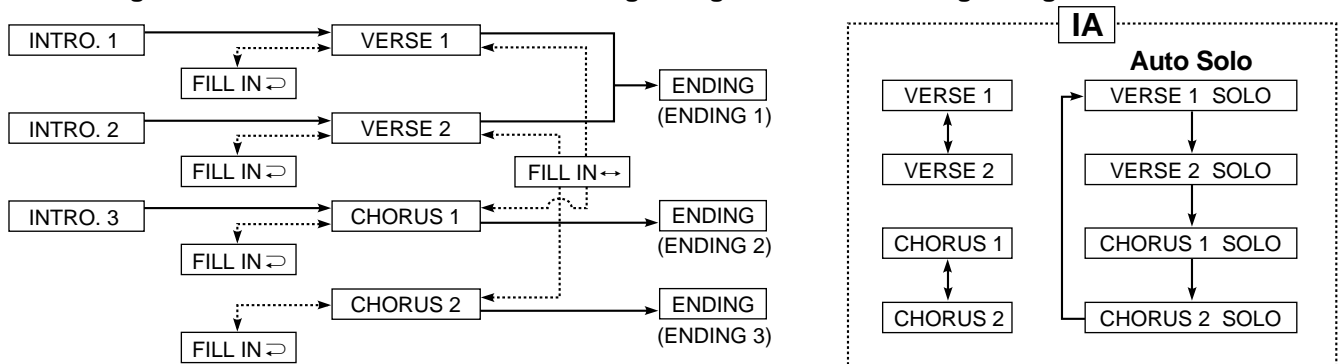 INTRO. 1
VERSE 1
FILL IN
ENDING
(ENDING 1)
INTRO. 2
VERSE 2
FILL IN
FILL IN
INTRO. 3
CHORUS 1
FILL IN
ENDING
(ENDING 2)
CHORUS 2
FILL IN
ENDING
(ENDING 3)
IA
Auto Solo
VERSE 1
VERSE 1 SOLO
VERSE 2
VERSE 2 SOLO
CHORUS 1
CHORUS 1 SOLO
CHORUS 2
CHORUS 2 SOLO